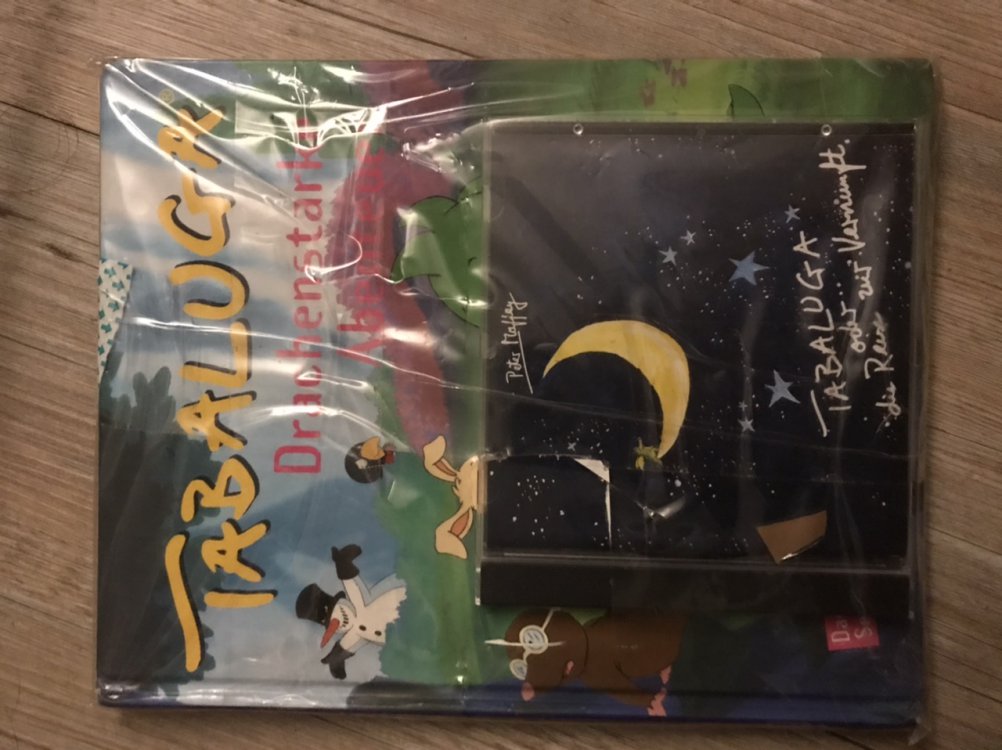 TABALUGA®
Drachenstarke
Abenteuer
Peter Maffay
TABALUGA
oder die Reise zur Vernunft